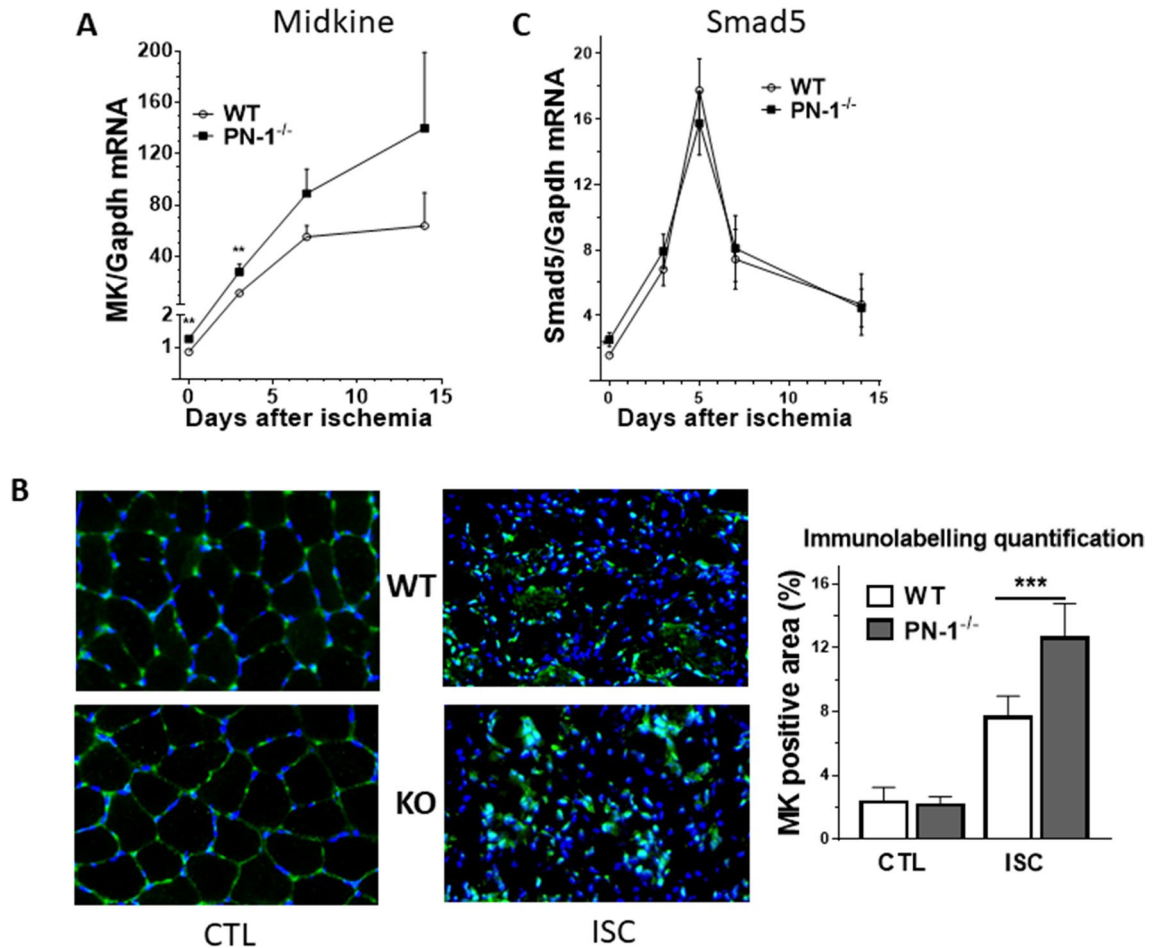 A
Midkine
MK/Gapdh mRNA
200
160
120
80
40
2
1
WT
PN-1-/-
**
**
0 5 10 15
Days after ischemia
C
Smad5
Smad5/Gapdh mRNA
20
16
12
8
4
WT
PN-1-/-
0 5 10 15
Days after ischemia
B
WT
KO
CTL
ISC
Immunolabelling quantification
MK positive area (%)
16
12
8
4
0
WT
PN-1-/-
***
CTL ISC